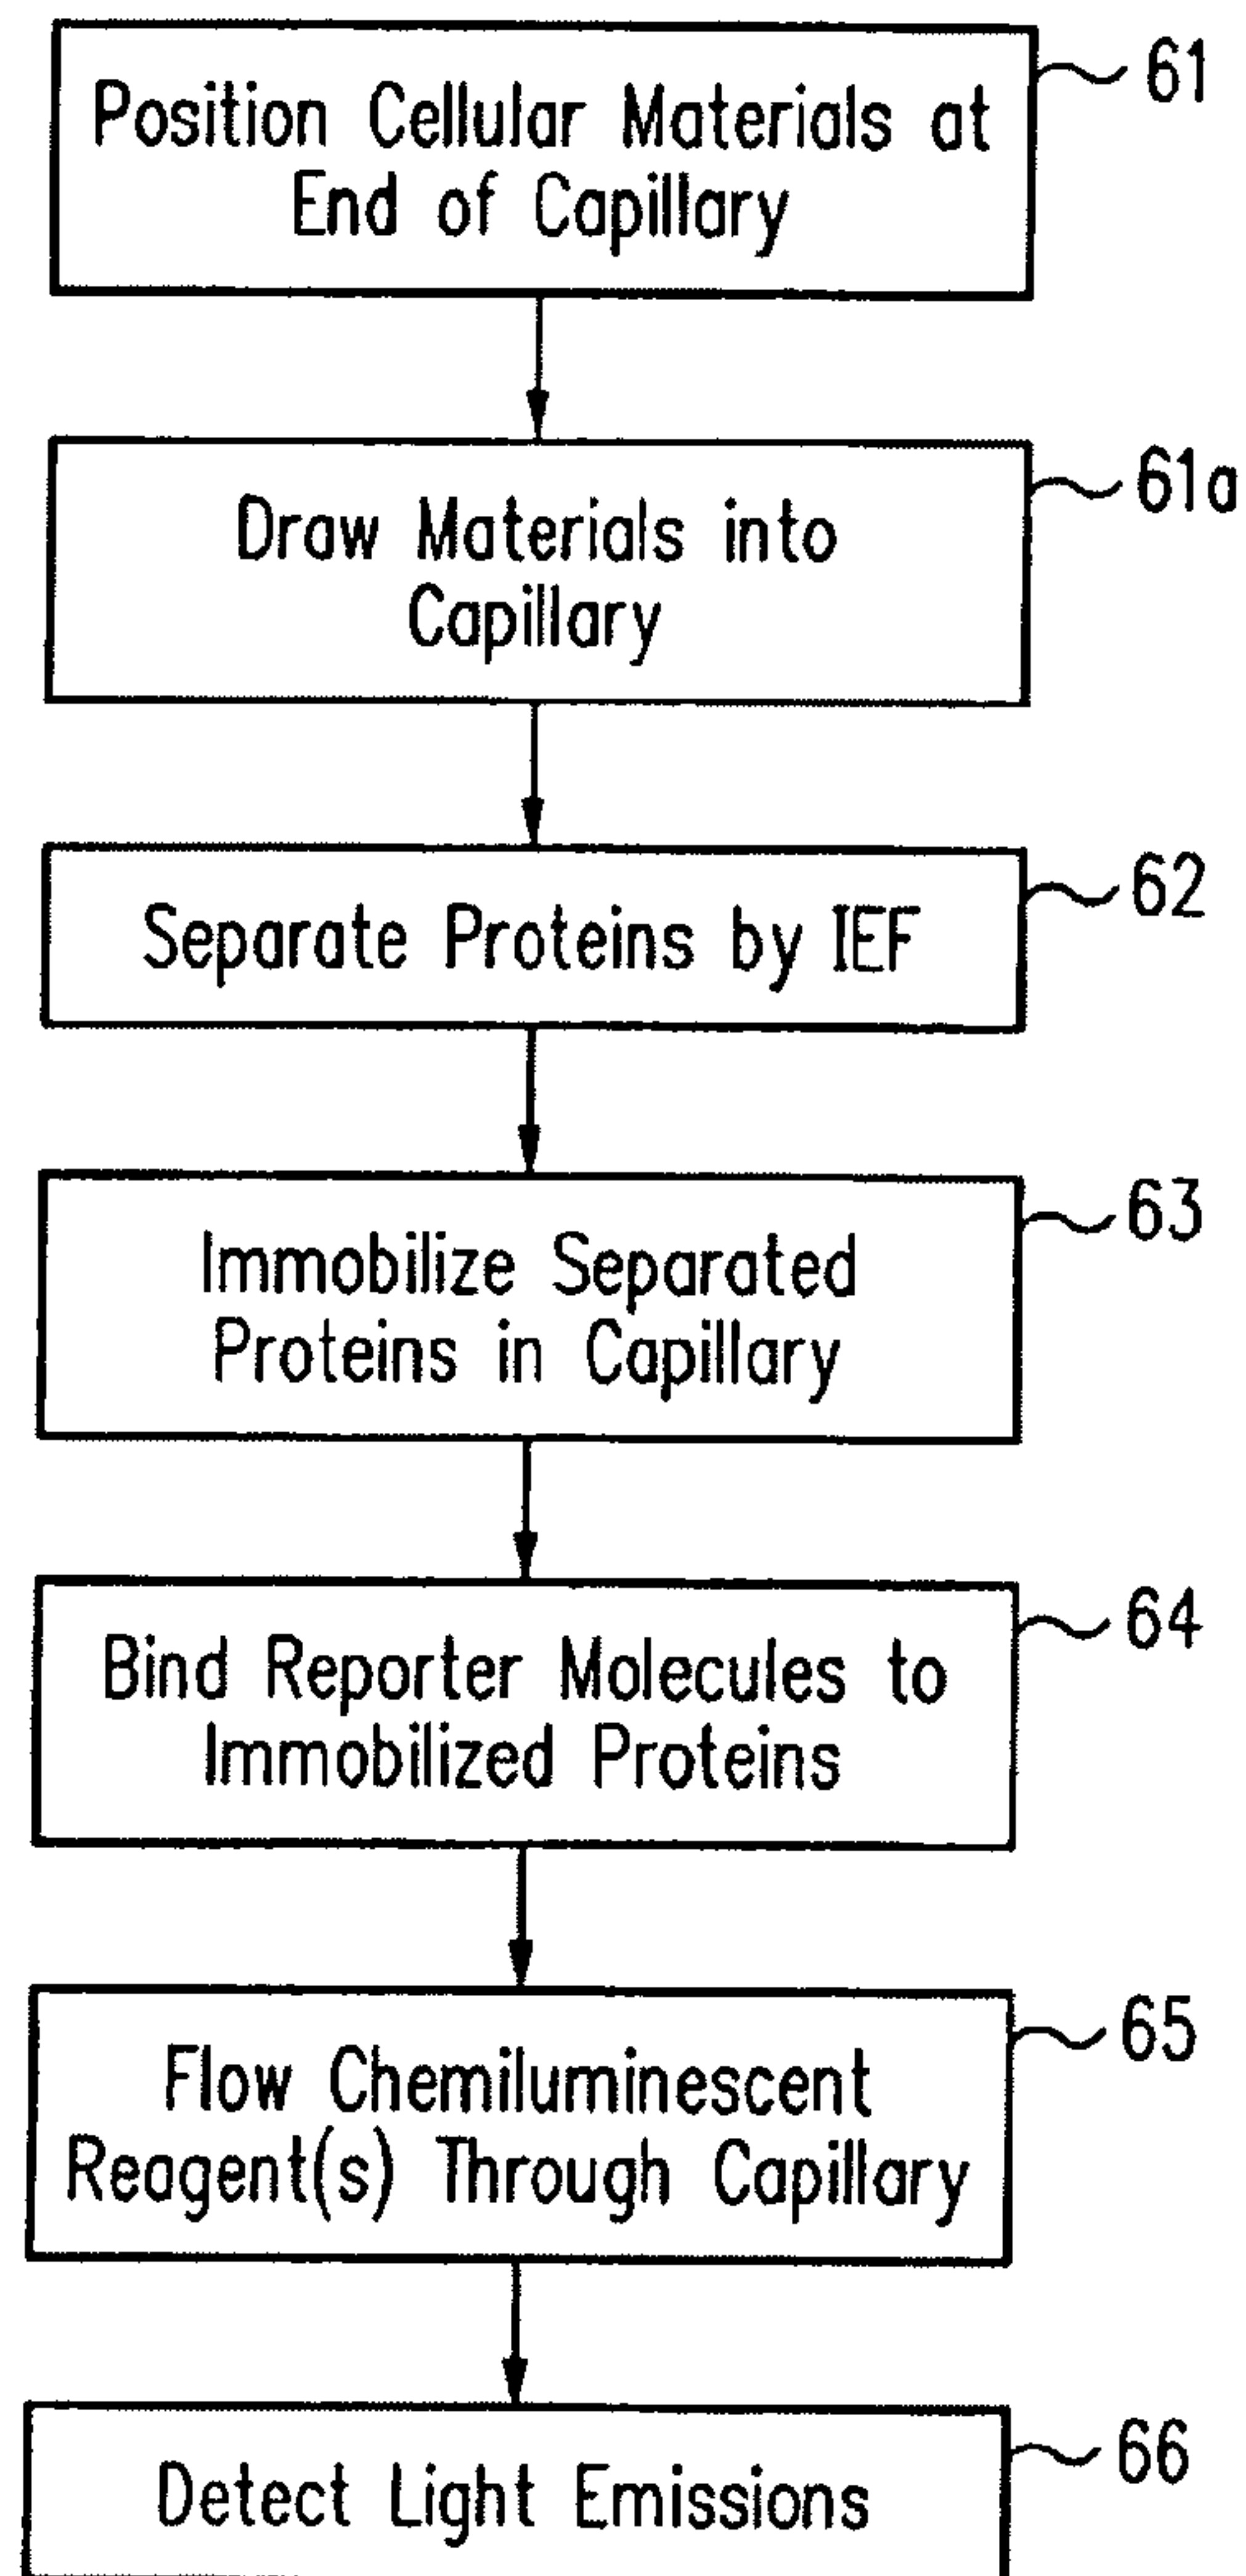 Position Cellular Materials at
End of Capillary
61
Draw Materials into
Capillary
61a
Separate Proteins by IEF
62
Immobilize Separated
Proteins in Capillary
63
Bind Reporter Molecules to
Immobilized Proteins
64
Flow Chemiluminescent
Reagent(s) Through Capillary
65
Detect Light Emissions
66